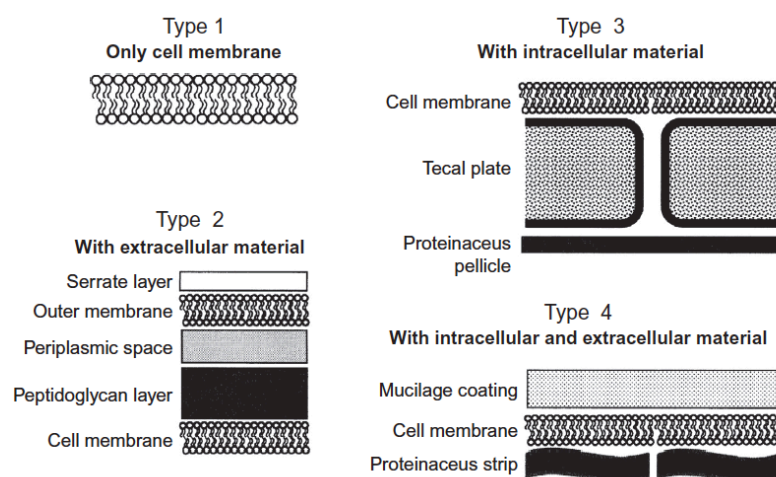 Type 1
Only cell membrane
Type 2
With extracellular material
Serrate layer
Outer membrane
Periplasmic space
Peptidoglycan layer
Cell membrane
Type 3
With intracellular material
Cell membrane
Tecal plate
Proteinaceus
pellicle
Type 4
With intracellular and extracellular material
Mucilage coating
Cell membrane
Proteinaceus strip